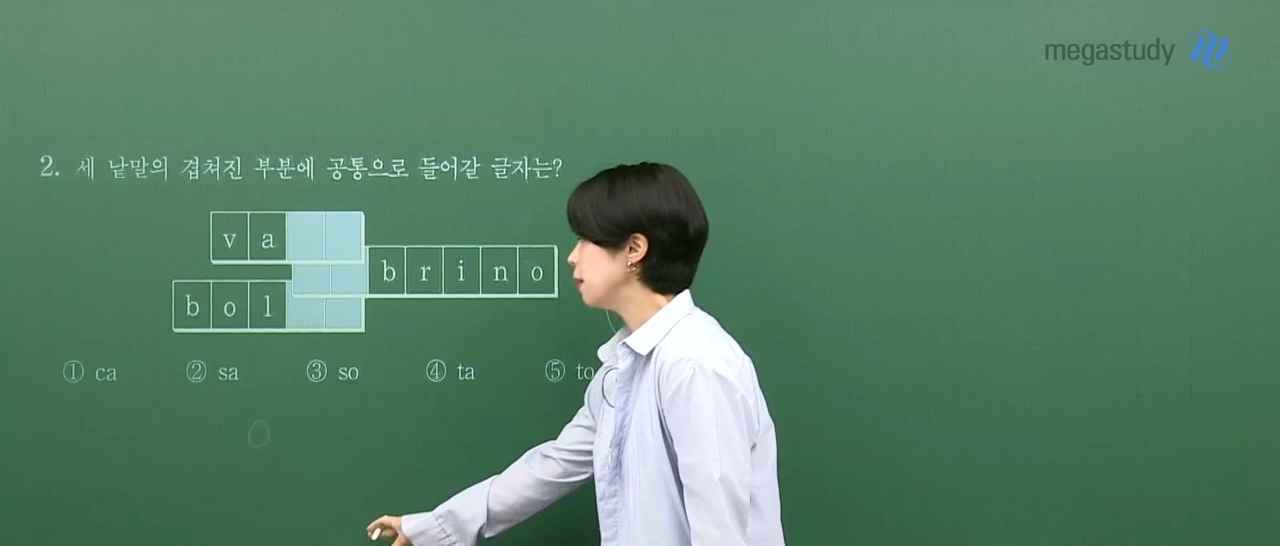 megastudy
2. 세 낱말의 겹쳐진 부분에 공통으로 들어갈 글자는?
v a
b r i n o
b o l
① ca ② sa ③ so ④ ta ⑤ to